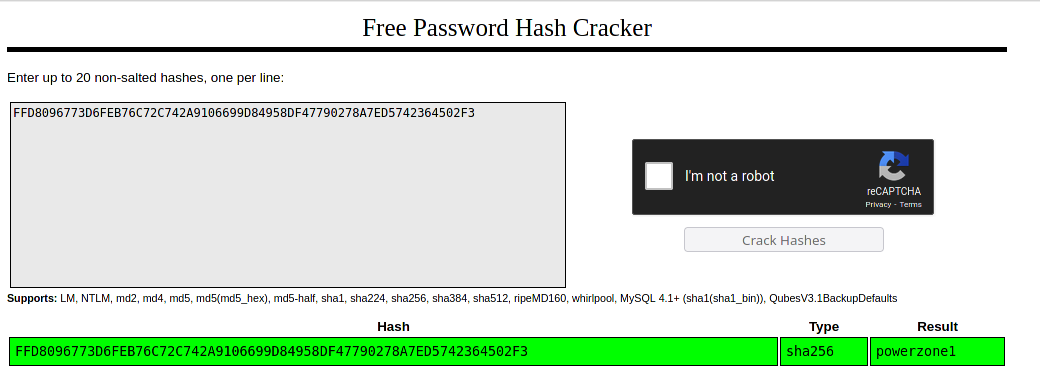 Free Password Hash Cracker
Enter up to 20 non-salted hashes, one per line:
FFD8096773D6FEB76C72C742A9106699D84958DF47790278A7ED5742364502F3
I'm not a robot
reCAPTCHA
Privacy - Terms
Crack Hashes
Supports: LM, NTLM, md2, md4, md5, md5(md5_hex), md5-half, sha1, sha224, sha256, sha384, sha512, ripeMD160, whirlpool, MySQL 4.1+ (sha1(sha1_bin)), QubesV3.1BackupDefaults
Hash Type Result
FFD8096773D6FEB76C72C742A9106699D84958DF47790278A7ED5742364502F3 sha256 powerzone1